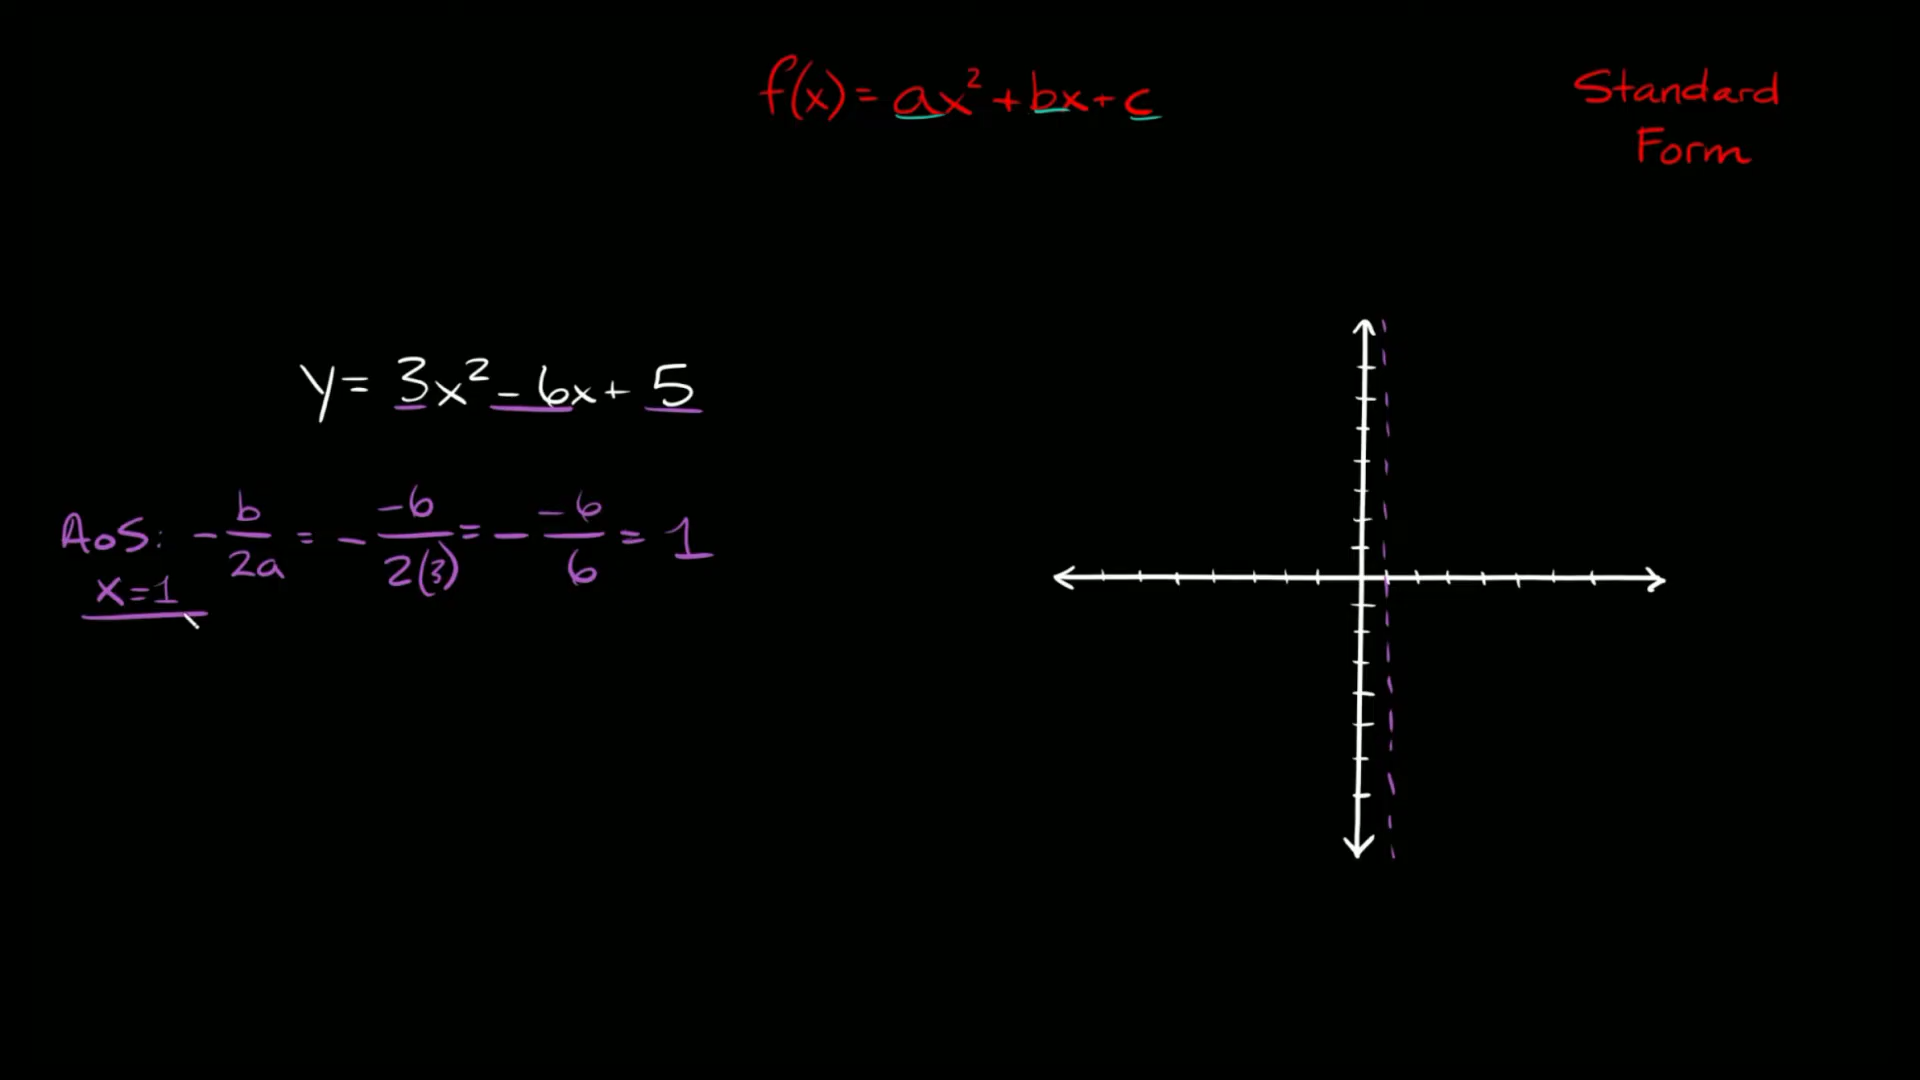 f(x) = ax² + bx + c
Standard
Form
y = 3x² - 6x + 5
AoS: -b/2a = - -6/2(3) = - -6/6 = 1
x = 1